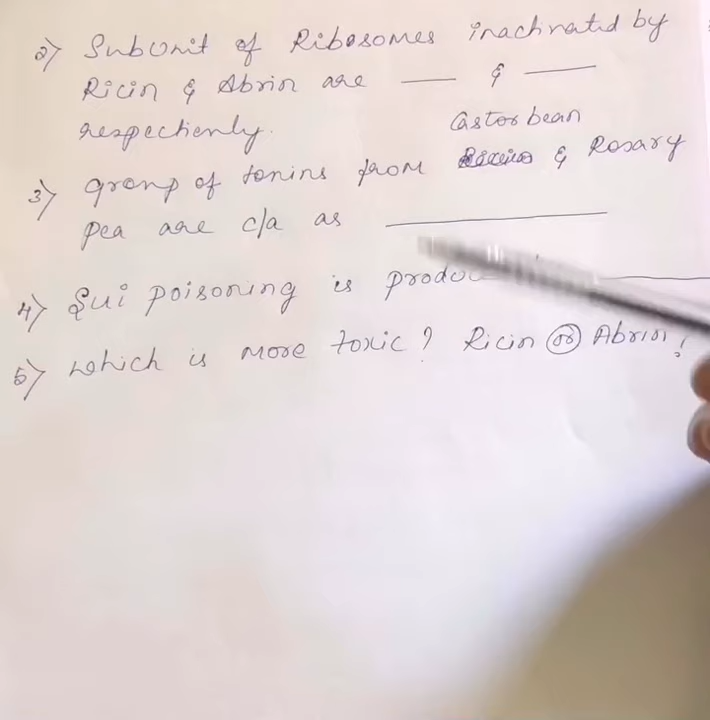 2) Subunit of Ribosomes inactivated by
Ricin & Abrin are —— & ——
respectively.
Castor bean
3) group of toxins from & Rosary
Pea are c/a as ————
4) Sui poisoning is produ
5) which is more toxic? Ricin or Abrin?